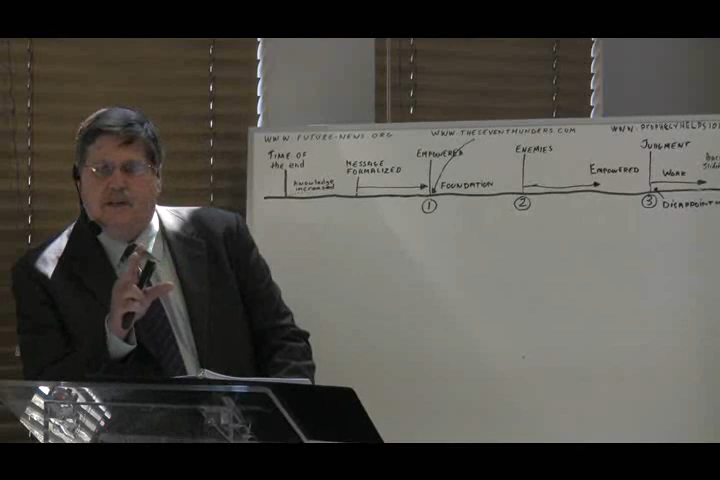 WWW. FUTURE-NEWS.ORG
WWW.THESEVENTHUNDERS.COM
TIME OF
the end
KNOWLEDGE
INCREASED
MESSAGE
FORMALIZED
EMPOWERED
FOUNDATION
①
ENEMIES
EMPOWERED
②
JUDGMENT
WORK
③